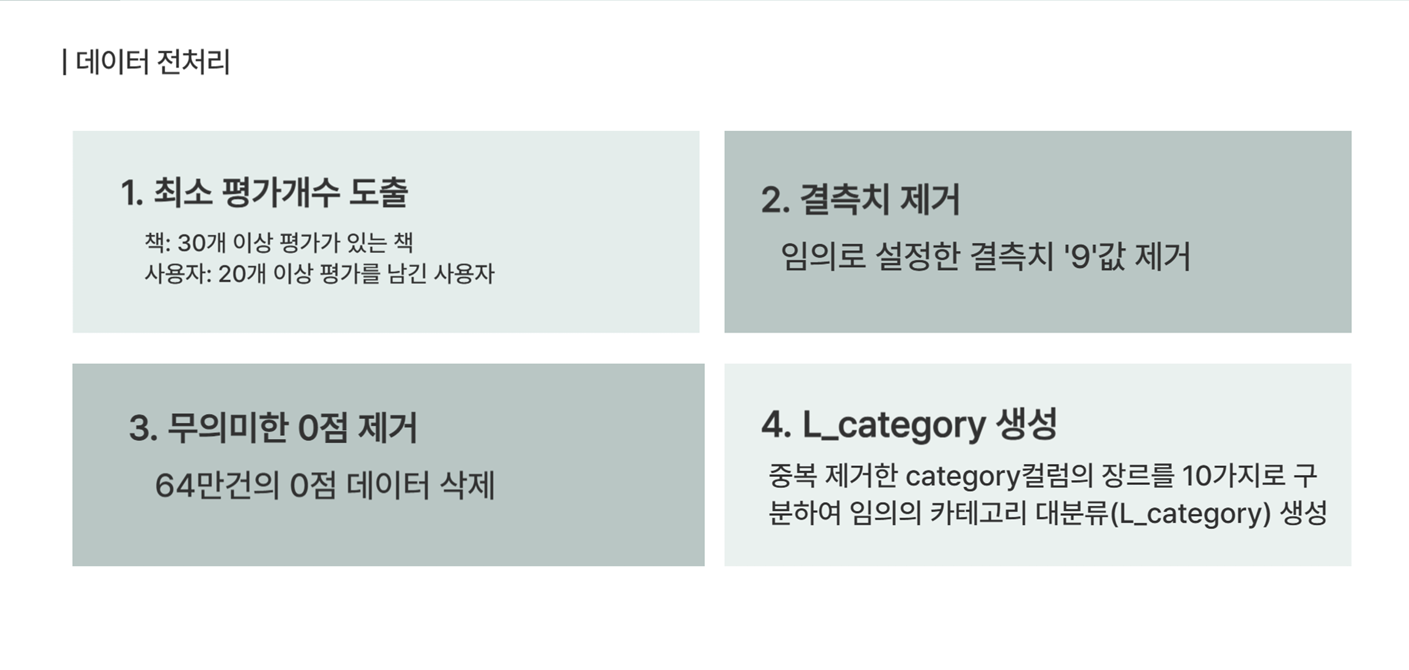 | 데이터 전처리
1. 최소 평가개수 도출
책: 30개 이상 평가가 있는 책
사용자: 20개 이상 평가를 남긴 사용자
2. 결측치 제거
임의로 설정한 결측치 '9'값 제거
3. 무의미한 0점 제거
64만건의 0점 데이터 삭제
4. L_category 생성
중복 제거한 category컬럼의 장르를 10가지로 구
분하여 임의의 카테고리 대분류(L_category) 생성